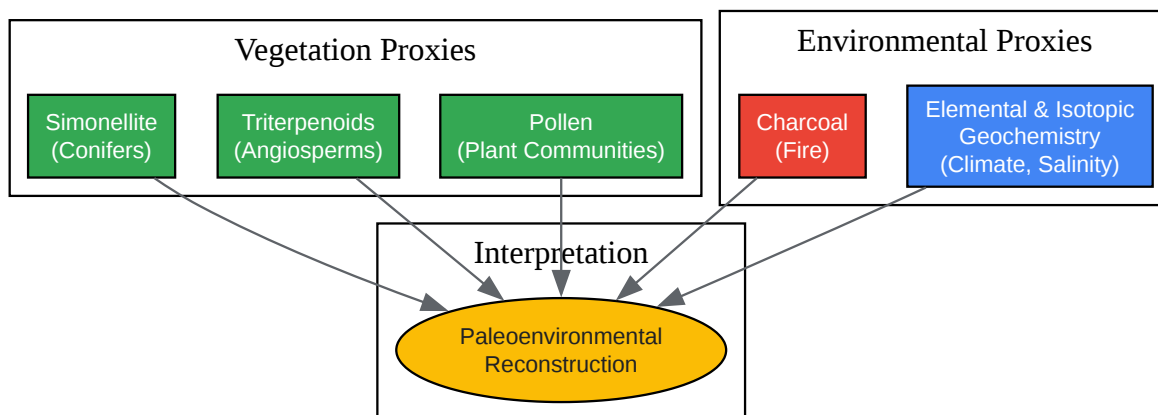 Vegetation Proxies
Simonellite
(Conifers)
Triterpenoids
(Angiosperms)
Pollen
(Plant Communities)
Environmental Proxies
Charcoal
(Fire)
Elemental & Isotopic
Geochemistry
(Climate, Salinity)
Interpretation
Paleoenvironmental
Reconstruction